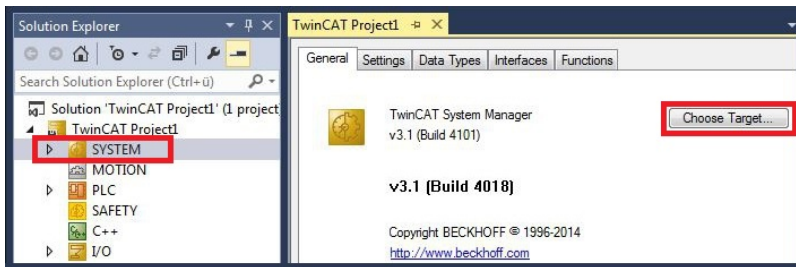 Solution Explorer
Search Solution Explorer (Ctrl+ü)
Solution 'TwinCAT Project1' (1 project
TwinCAT Project1
SYSTEM
MOTION
PLC
SAFETY
C++
I/O
TwinCAT Project1
General Settings Data Types Interfaces Functions
TwinCAT System Manager
v3.1 (Build 4101)
Choose Target...
v3.1 (Build 4018)
Copyright BECKHOFF © 1996-2014
http://www.beckhoff.com